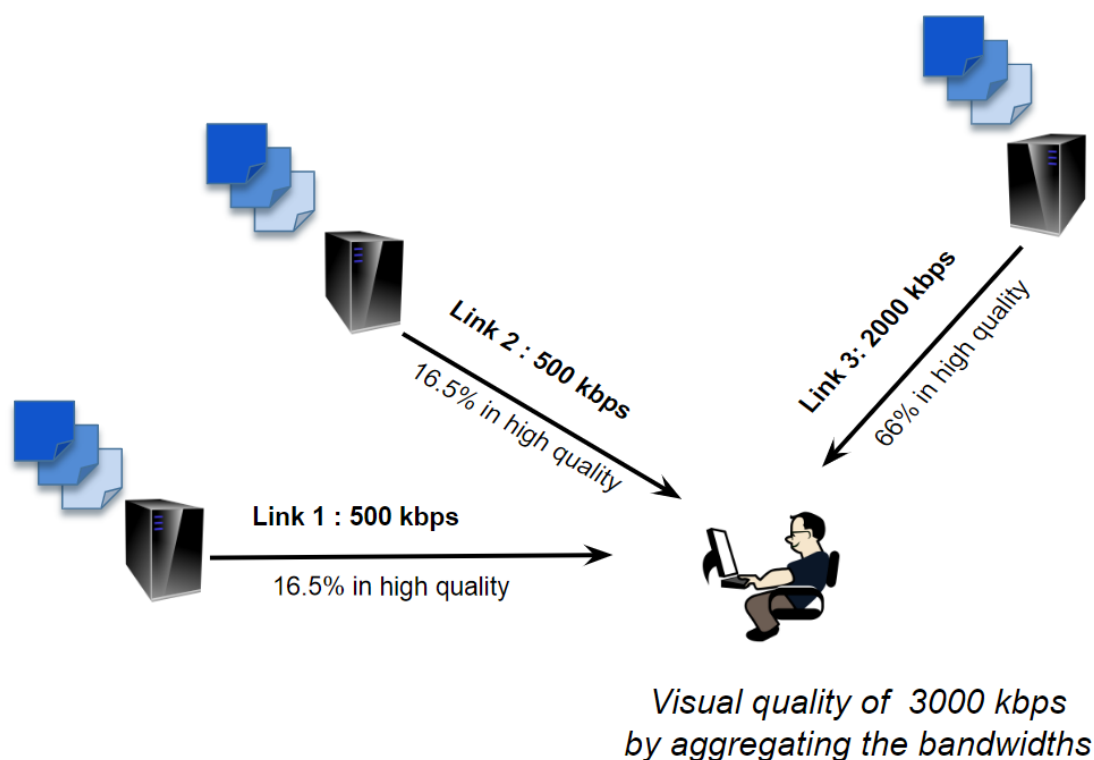 Link 2 : 500 kbps
16.5% in high quality
Link 3: 2000 kbps
66% in high quality
Link 1 : 500 kbps
16.5% in high quality
Visual quality of 3000 kbps
by aggregating the bandwidths